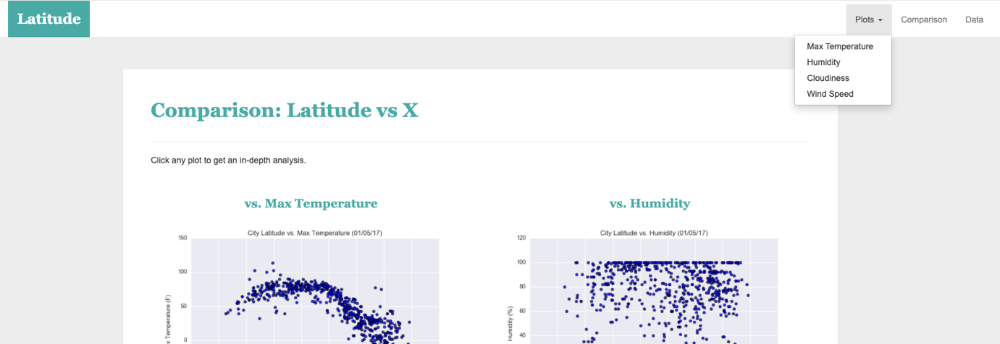 Latitude
Plots
Comparison
Data
Max Temperature
Humidity
Cloudiness
Wind Speed
Comparison: Latitude vs X
Click any plot to get an in-depth analysis.
vs. Max Temperature
City Latitude vs. Max Temperature (01/05/17)
150
100
50
0
x Temperature (F)
vs. Humidity
City Latitude vs. Humidity (01/05/17)
120
100
80
60
40
Humidity (%)